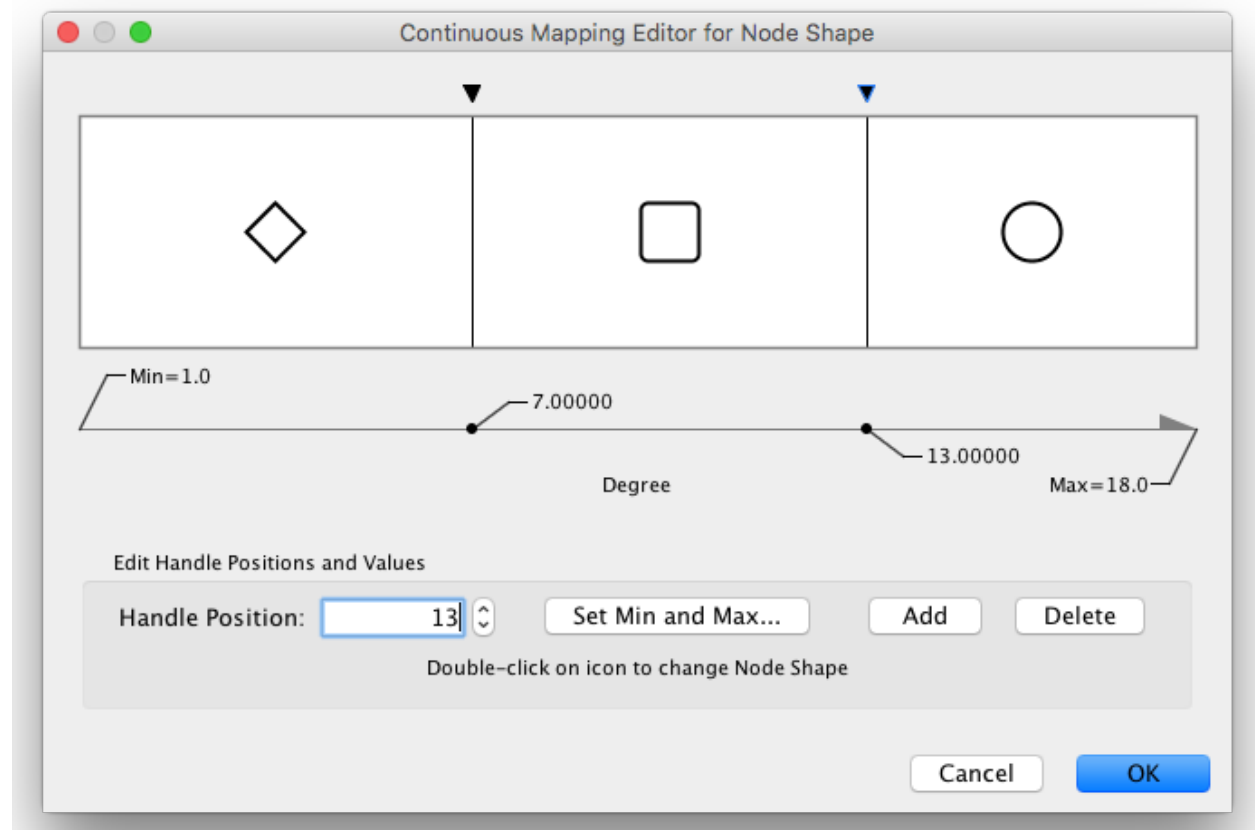 Continuous Mapping Editor for Node Shape
Min=1.0
7.00000
13.00000
Degree
Max=18.0
Edit Handle Positions and Values
Handle Position: 13 Set Min and Max... Add Delete
Double-click on icon to change Node Shape
Cancel OK